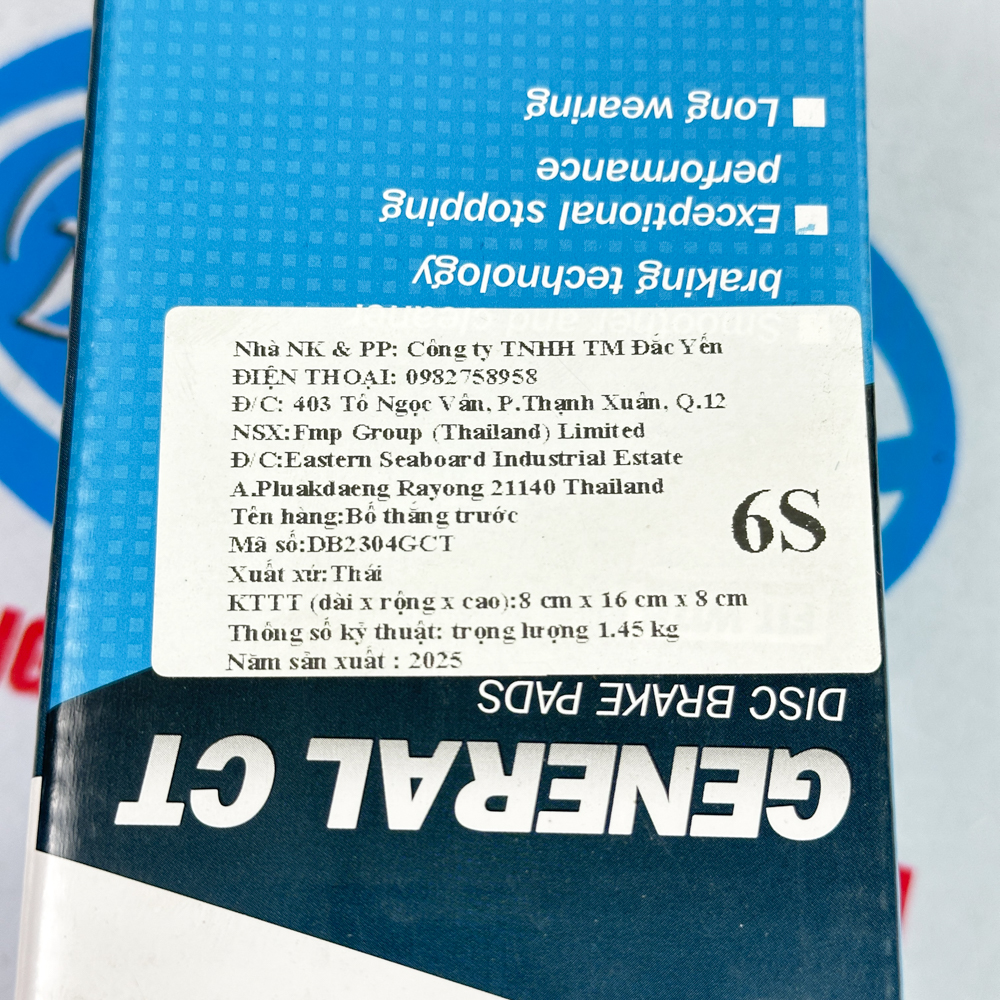 Nhà NK & PP: Công ty TNHH TM Đắc Yến
ĐIỆN THOẠI: 0982758958
Đ/C: 403 Tô Ngọc Vân, P.Thạnh Xuân, Q.12
NSX:Fmp Group (Thailand) Limited
Đ/C:Eastern Seaboard Industrial Estate
A.Pluakdaeng Rayong 21140 Thailand
Tên hàng:Bố thắng trước
Mã số:DB2304GCT
Xuất xứ:Thái
KTTT (dài x rộng x cao):8 cm x 16 cm x 8 cm
Thông số kỹ thuật: trọng lượng 1.45 kg
Năm sản xuất : 2025
6S
GENERAL CT
DISC BRAKE PADS
Smoother and cleaner
braking technology
Exceptional stopping
performance
Long wearing